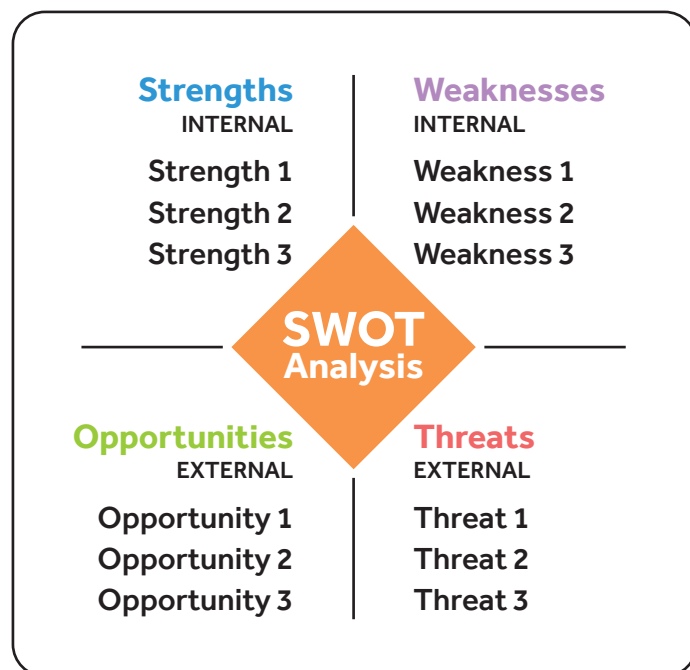 Strengths
INTERNAL
Strength 1
Strength 2
Strength 3
Weaknesses
INTERNAL
Weakness 1
Weakness 2
Weakness 3
SWOT
Analysis
Opportunities
EXTERNAL
Opportunity 1
Opportunity 2
Opportunity 3
Threats
EXTERNAL
Threat 1
Threat 2
Threat 3